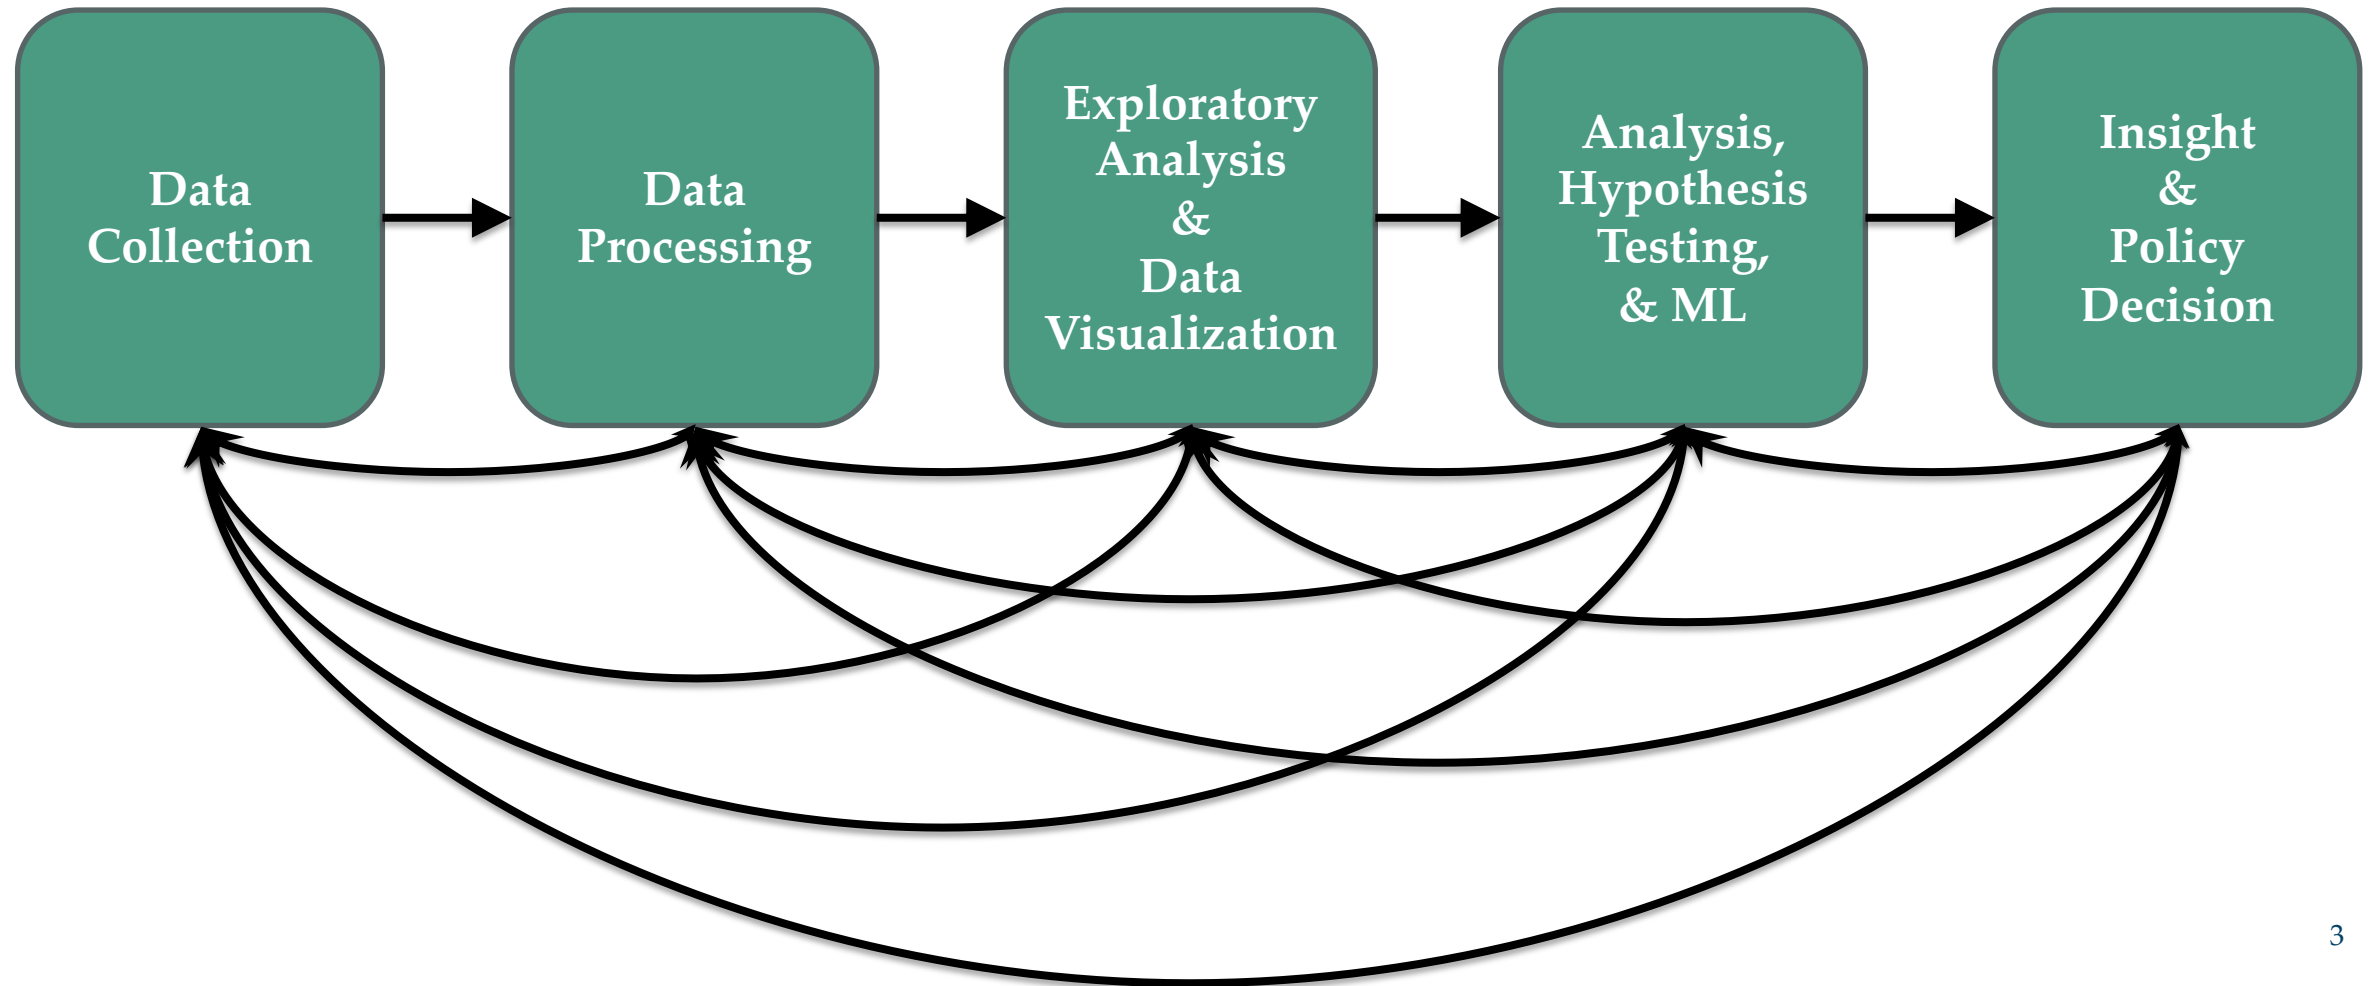 Data
Collection
Data
Processing
Exploratory
Analysis
&
Data
Visualization
Analysis,
Hypothesis
Testing,
& ML
Insight
&
Policy
Decision
3